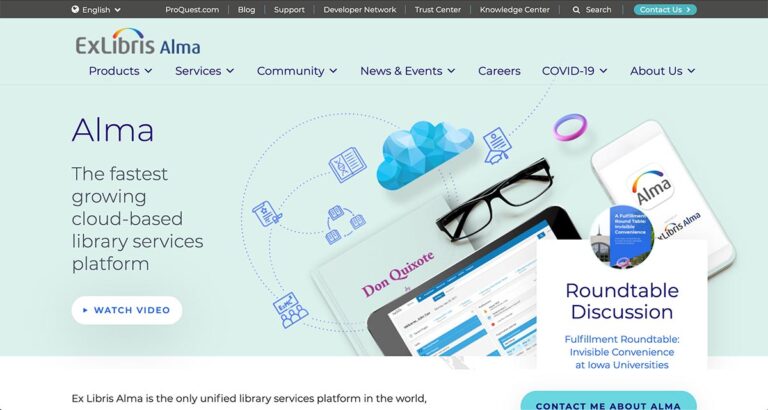 English
ProQuest.com
Blog
Support
Developer Network
Trust Center
Knowledge Center
Search
Contact Us
ExLibris Alma
Products
Services
Community
News & Events
Careers
COVID-19
About Us
Alma
The fastest
growing
cloud-based
library services
platform
WATCH VIDEO
Don Quixote
by
E=MC²
Alma
ExLibris Alma
A Fulfillment
Round Table:
Invisible
Convenience
Roundtable
Discussion
Fulfillment Roundtable:
Invisible Convenience
at Iowa Universities
Ex Libris Alma is the only unified library services platform in the world,
CONTACT ME ABOUT ALMA